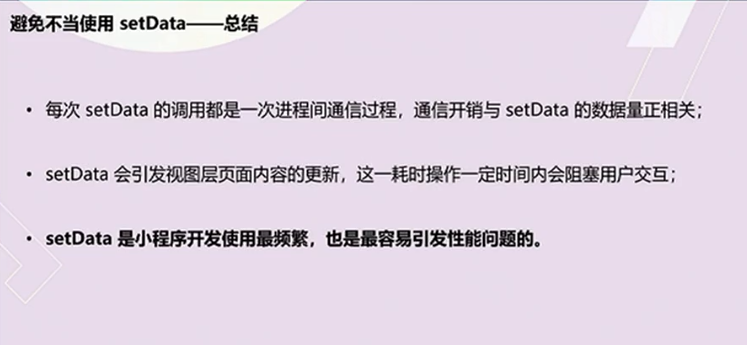 避免不当使用 setData——总结
• 每次 setData 的调用都是一次进程间通信过程，通信开销与 setData 的数据量正相关；
• setData 会引发视图层页面内容的更新，这一耗时操作一定时间内会阻塞用户交互；
• setData 是小程序开发使用最频繁，也是最容易引发性能问题的。